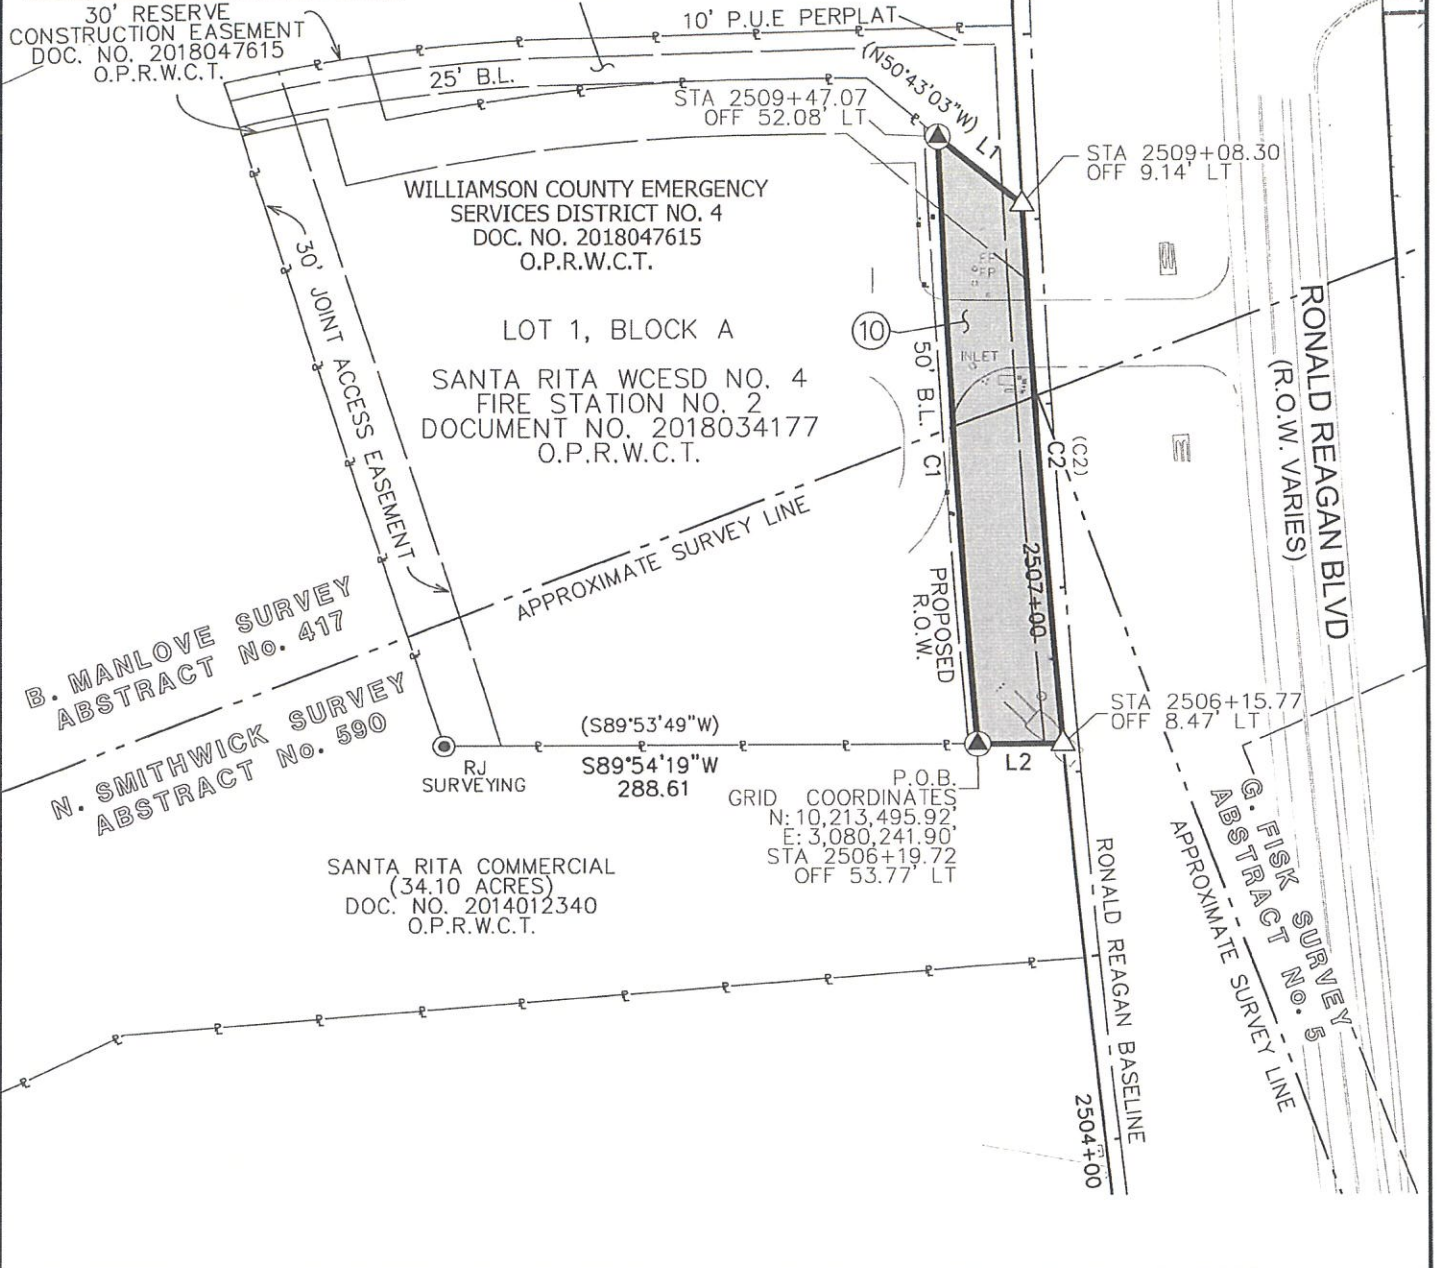 30' RESERVE
CONSTRUCTION EASEMENT
DOC. NO. 2018047615
O.P.R.W.C.T.
10' P.U.E PERPLAT
25' B.L.
(N50°43'03"W)
L1
STA 2509+47.07
OFF 52.08' LT
STA 2509+08.30
OFF 9.14' LT
WILLIAMSON COUNTY EMERGENCY
SERVICES DISTRICT NO. 4
DOC. NO. 2018047615
O.P.R.W.C.T.
30' JOINT ACCESS EASEMENT
LOT 1, BLOCK A
SANTA RITA WCESD NO. 4
FIRE STATION NO. 2
DOCUMENT NO. 2018034177
O.P.R.W.C.T.
10
EP
INLET
50' B.L.
C1
C2
(C2)
RONALD REAGAN BLVD
(R.O.W. VARIES)
APPROXIMATE SURVEY LINE
PROPOSED
R.O.W.
2507+00
B. MANLOVE SURVEY
ABSTRACT No. 417
N. SMITHWICK SURVEY
ABSTRACT No. 590
RJ
SURVEYING
(S89°53'49"W)
S89°54'19"W
288.61
L2
STA 2506+15.77
OFF 8.47' LT
P.O.B.
GRID COORDINATES
N: 10,213,495.92'
E: 3,080,241.90'
STA 2506+19.72
OFF 53.77' LT
G. FISK SURVEY
ABSTRACT No. 5
APPROXIMATE SURVEY LINE
SANTA RITA COMMERCIAL
(34.10 ACRES)
DOC. NO. 2014012340
O.P.R.W.C.T.
RONALD REAGAN BASELINE
2504+00